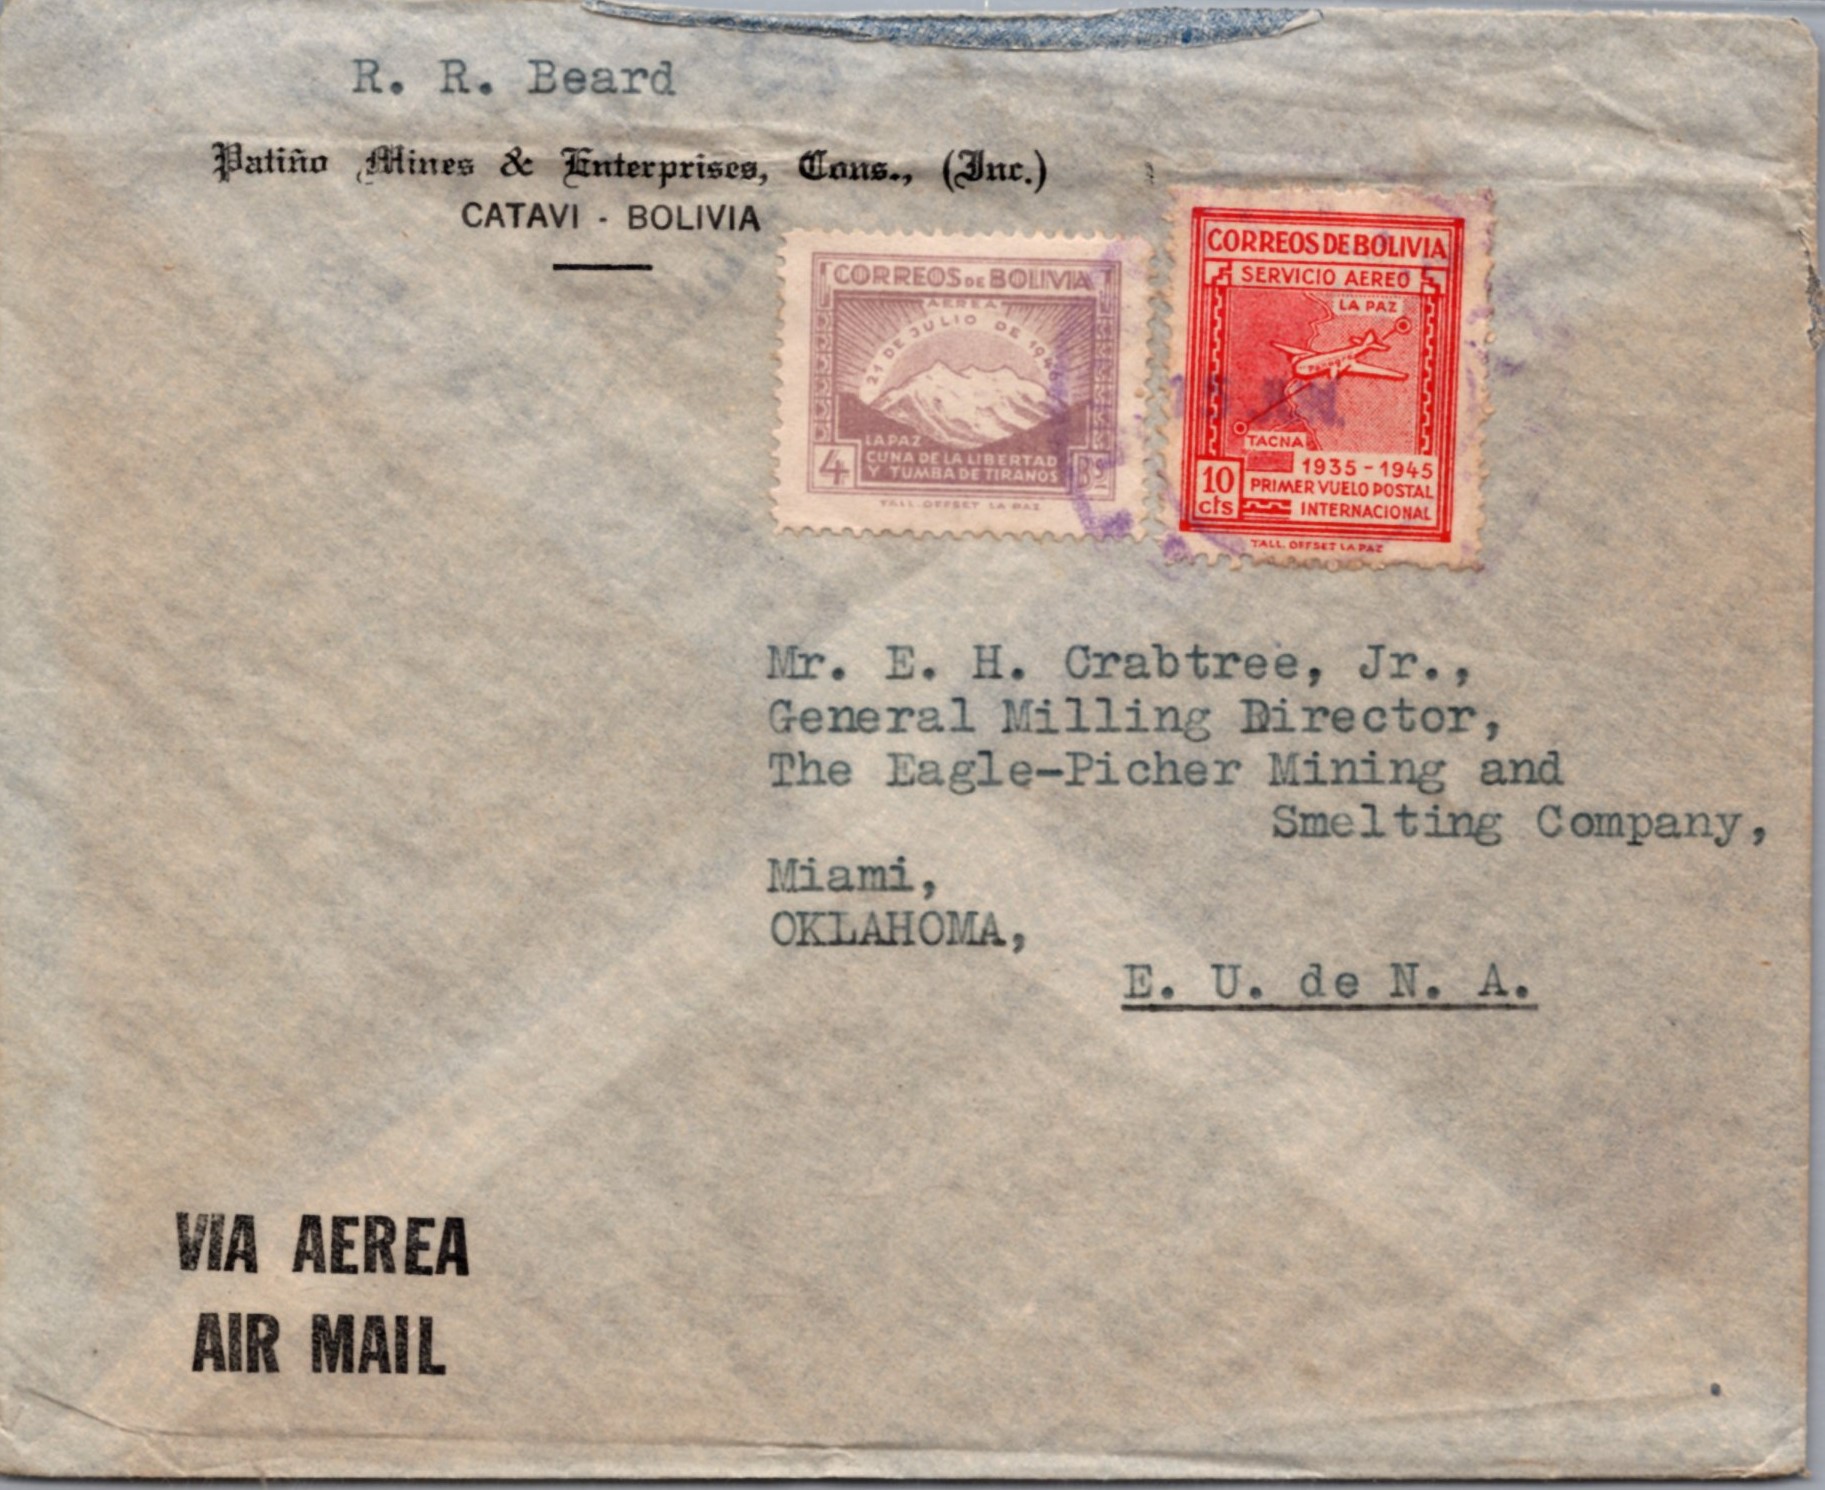 R. R. Beard
Patiño Mines & Enterprises, Cons., (Inc.)
CATAVI - BOLIVIA
CORREOS DE BOLIVIA
AEREA
21 DE JULIO DE
LA PAZ
CUNA DE LA LIBERTAD
Y TUMBA DE TIRANOS
4 Bs
TALL. OFFSET LA PAZ
CORREOS DE BOLIVIA
SERVICIO AEREO
LA PAZ
TACNA
1935-1945
PRIMER VUELO POSTAL
INTERNACIONAL
10
cts
TALL. OFFSET LA PAZ
Mr. E. H. Crabtree, Jr.,
General Milling Director,
The Eagle-Picher Mining and
Smelting Company,
Miami,
OKLAHOMA,
E. U. de N. A.
VIA AEREA
AIR MAIL